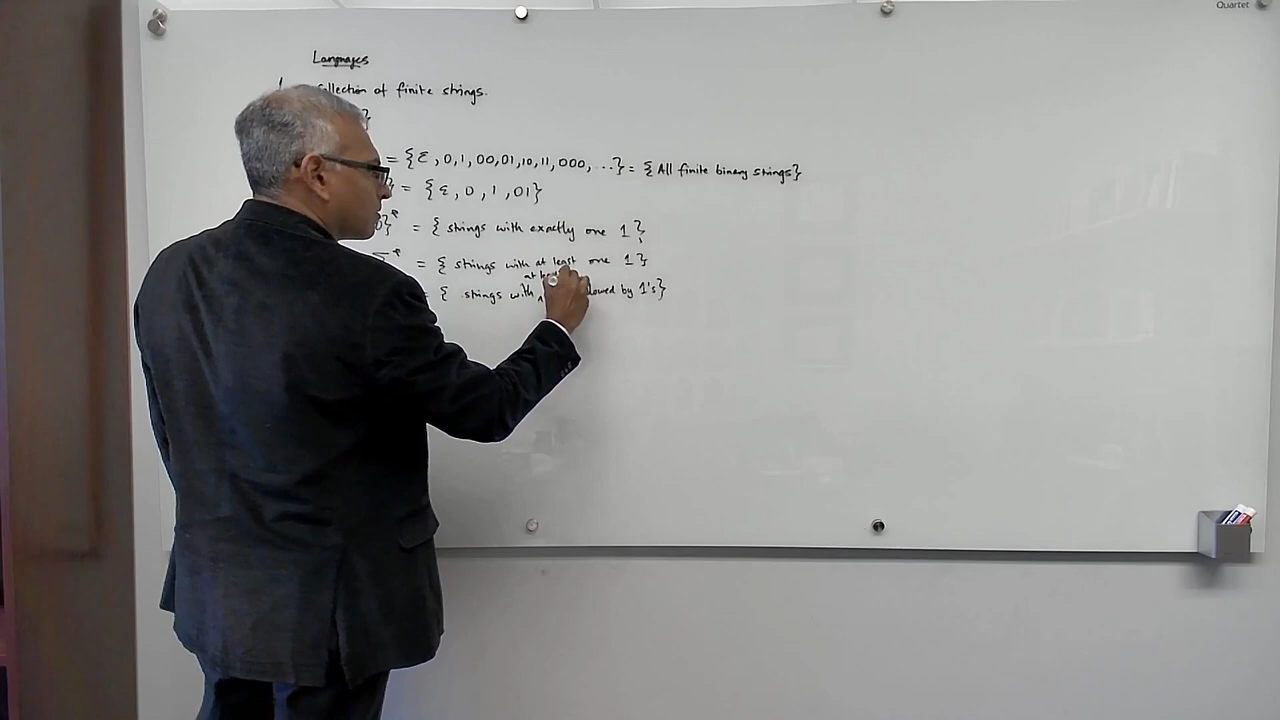 Quartet
Languages
collection of finite strings.
}
= {ε, 0, 1, 00, 01, 10, 11, 000, ...} = {All finite binary strings}
} = {ε, 0, 1, 01}
0}* = { strings with exactly one 1 }
Σ* = { strings with at least one 1 }
at least
= { strings with by 1's}